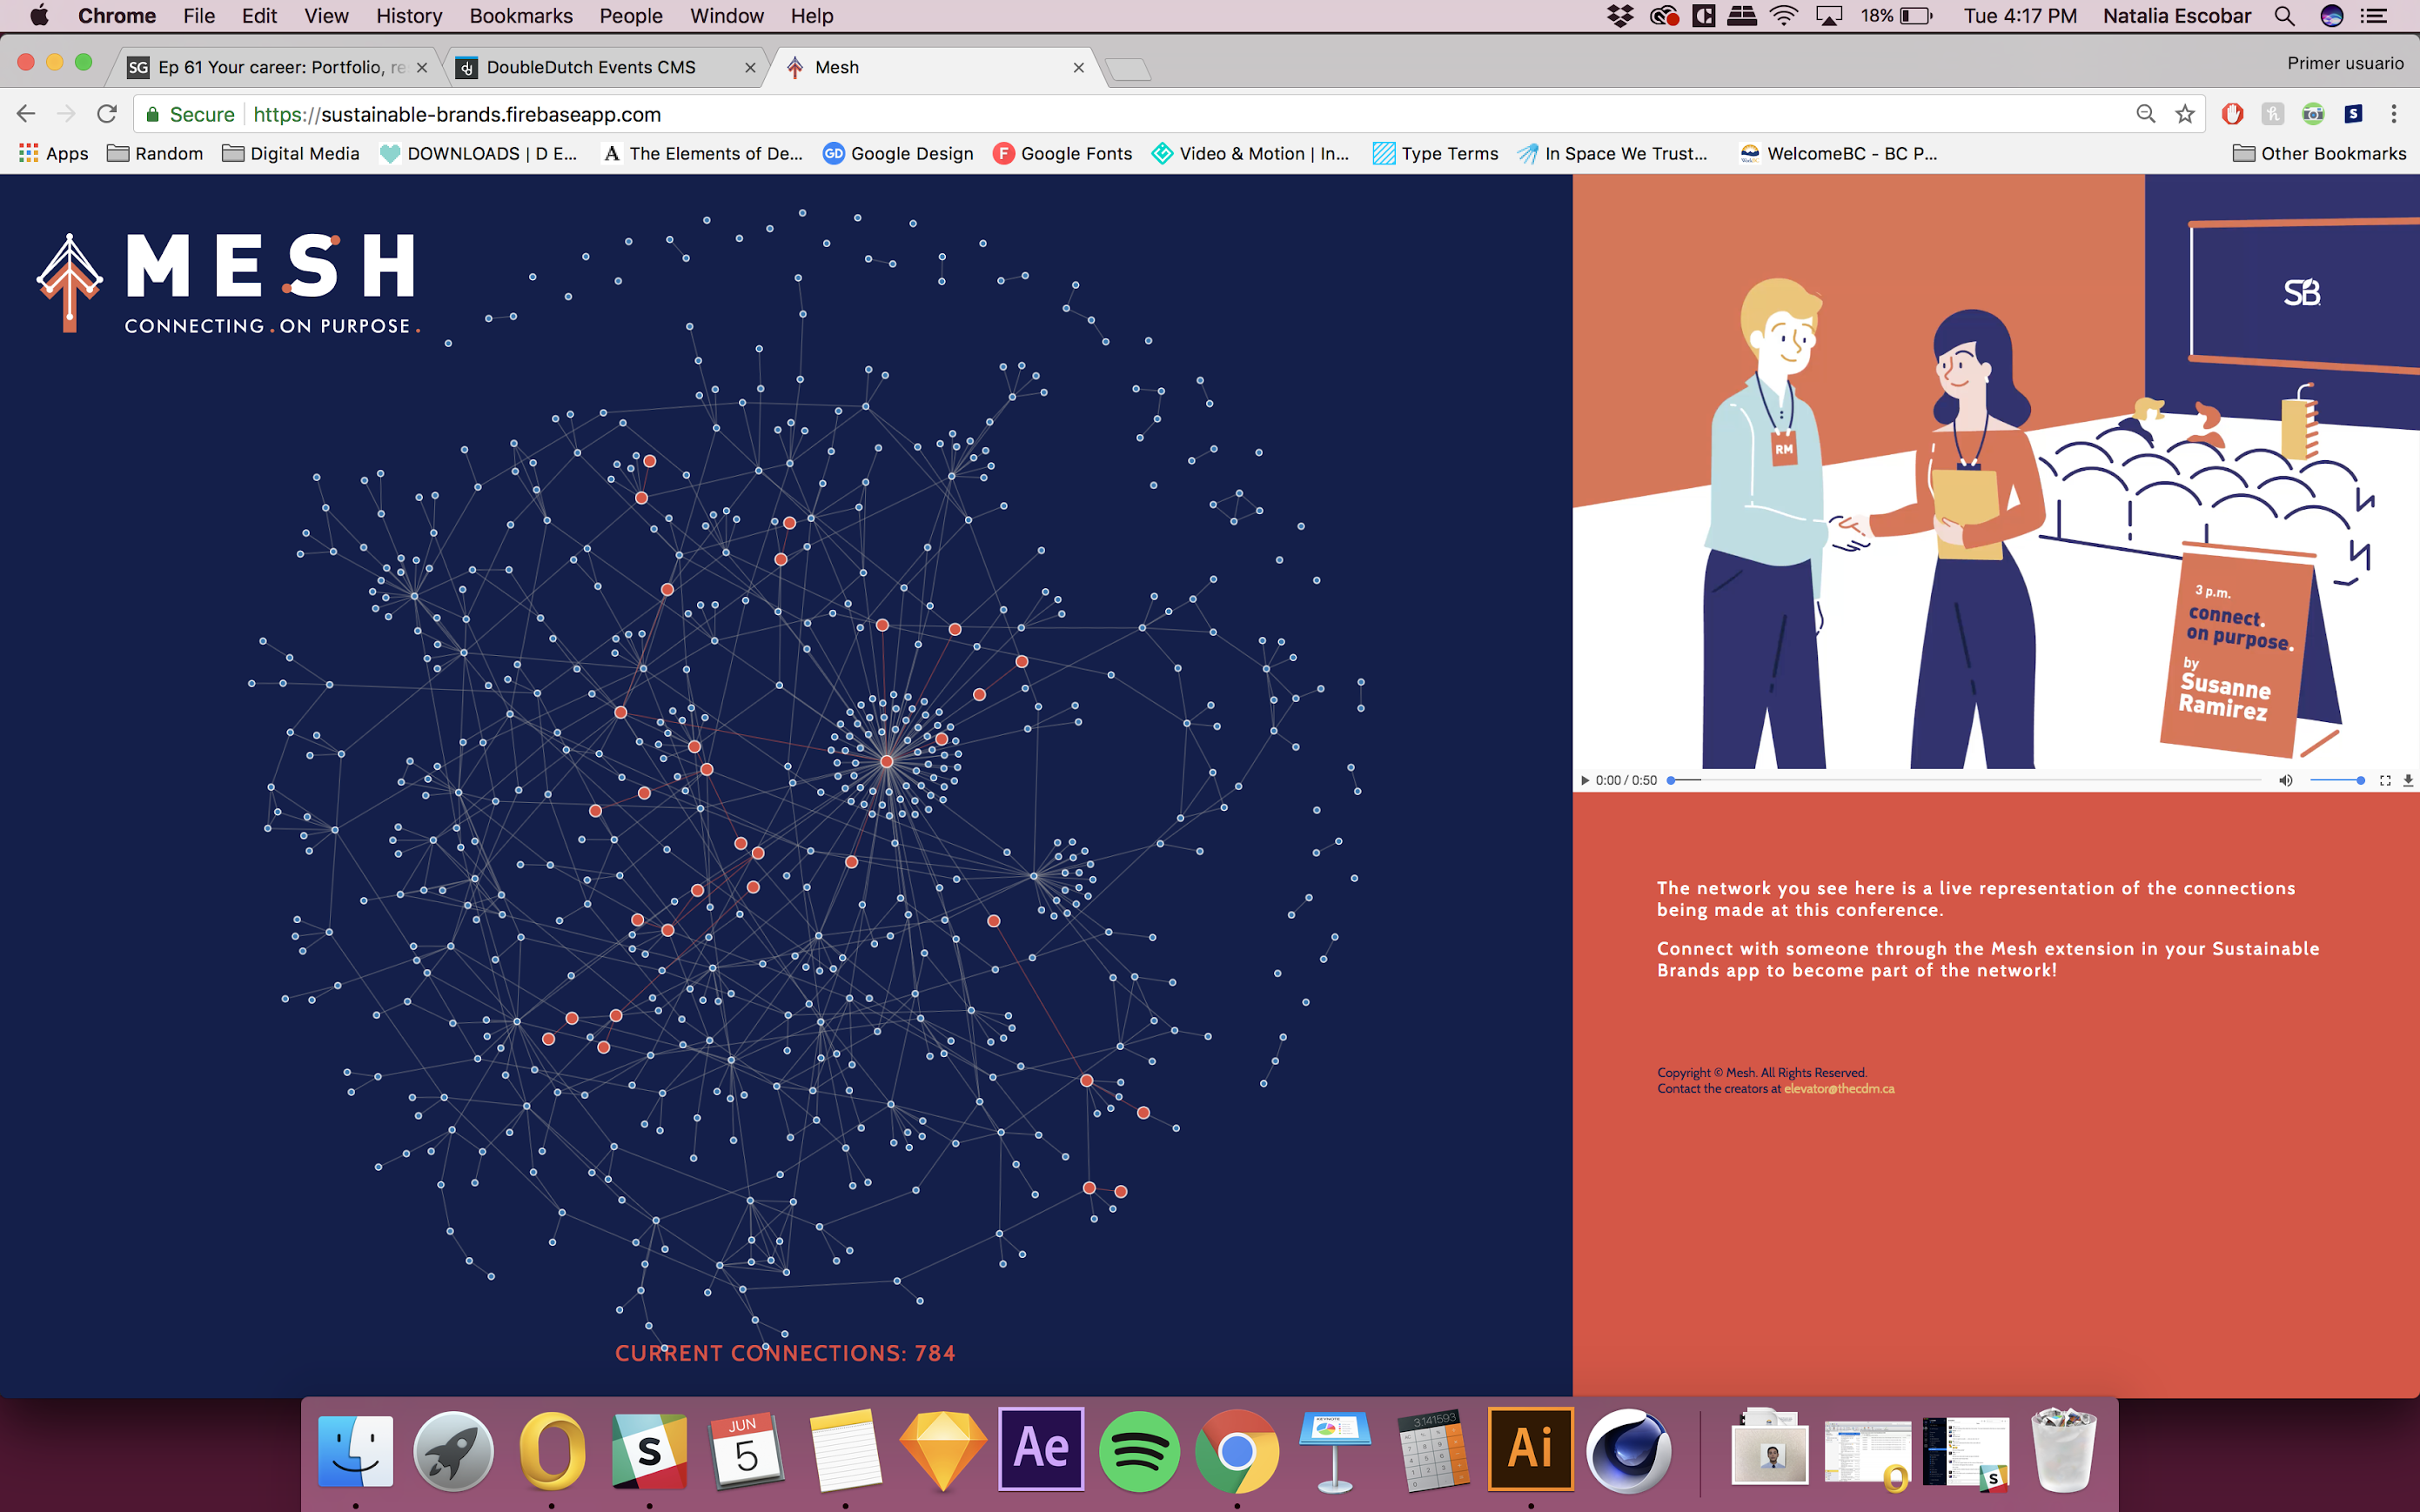 Chrome File Edit View History Bookmarks People Window Help 18% Tue 4:17 PM Natalia Escobar
SG Ep 61 Your career: Portfolio, re
DoubleDutch Events CMS
Mesh
Primer usuario
Secure https://sustainable-brands.firebaseapp.com
Apps Random Digital Media DOWNLOADS | D E... A The Elements of De... GD Google Design F Google Fonts Video & Motion | In... Type Terms In Space We Trust... WelcomeBC - BC P... Other Bookmarks
MESH
CONNECTING.ON PURPOSE.
CURRENT CONNECTIONS: 784
SB
RM
3 p.m.
connect.
on purpose.
by
Susanne
Ramirez
0:00 / 0:50
The network you see here is a live representation of the connections
being made at this conference.
Connect with someone through the Mesh extension in your Sustainable
Brands app to become part of the network!
Copyright © Mesh. All Rights Reserved.
Contact the creators at elevator@thecdm.ca
S
JUN
5
Ae
KEYNOTE
3.141593
Ai
S